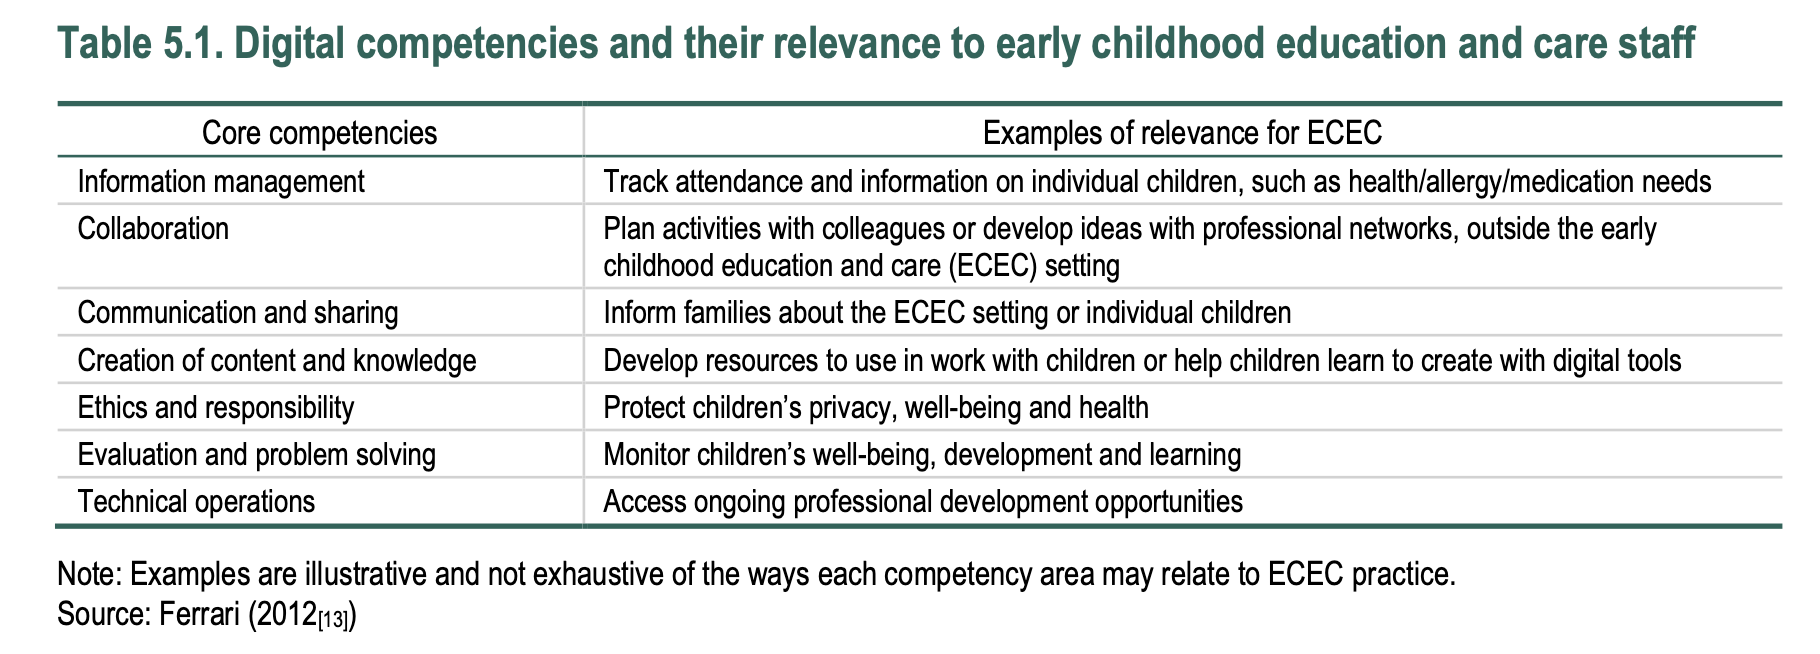 Table 5.1. Digital competencies and their relevance to early childhood education and care staff
Core competencies Examples of relevance for ECEC
Information management Track attendance and information on individual children, such as health/allergy/medication needs
Collaboration Plan activities with colleagues or develop ideas with professional networks, outside the early
childhood education and care (ECEC) setting
Communication and sharing Inform families about the ECEC setting or individual children
Creation of content and knowledge Develop resources to use in work with children or help children learn to create with digital tools
Ethics and responsibility Protect children’s privacy, well-being and health
Evaluation and problem solving Monitor children’s well-being, development and learning
Technical operations Access ongoing professional development opportunities
Note: Examples are illustrative and not exhaustive of the ways each competency area may relate to ECEC practice.
Source: Ferrari (2012[13])